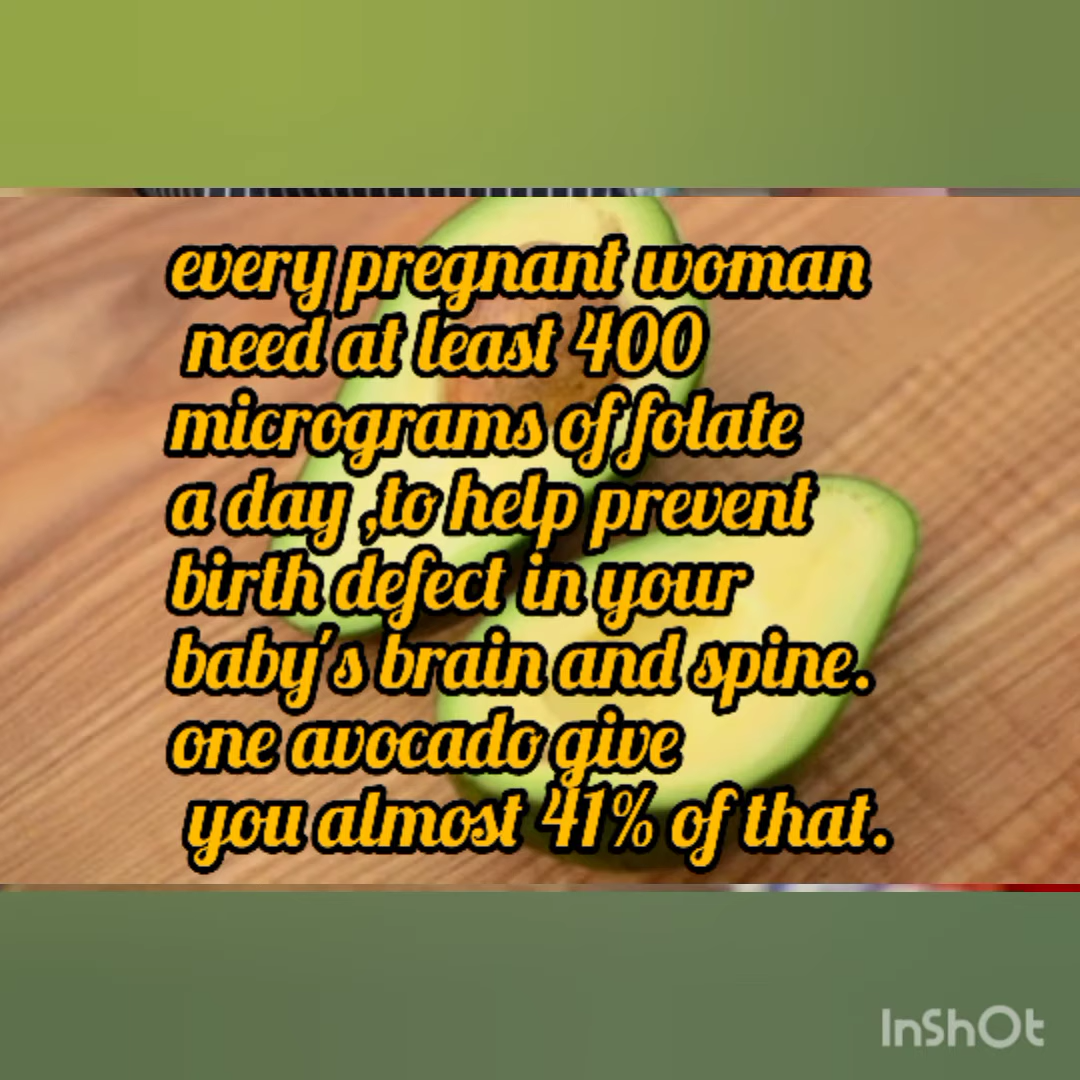 every pregnant woman
need at least 400
micrograms of folate
a day ,to help prevent
birth defect in your
baby's brain and spine.
one avocado give
you almost 41% of that.
InShOt